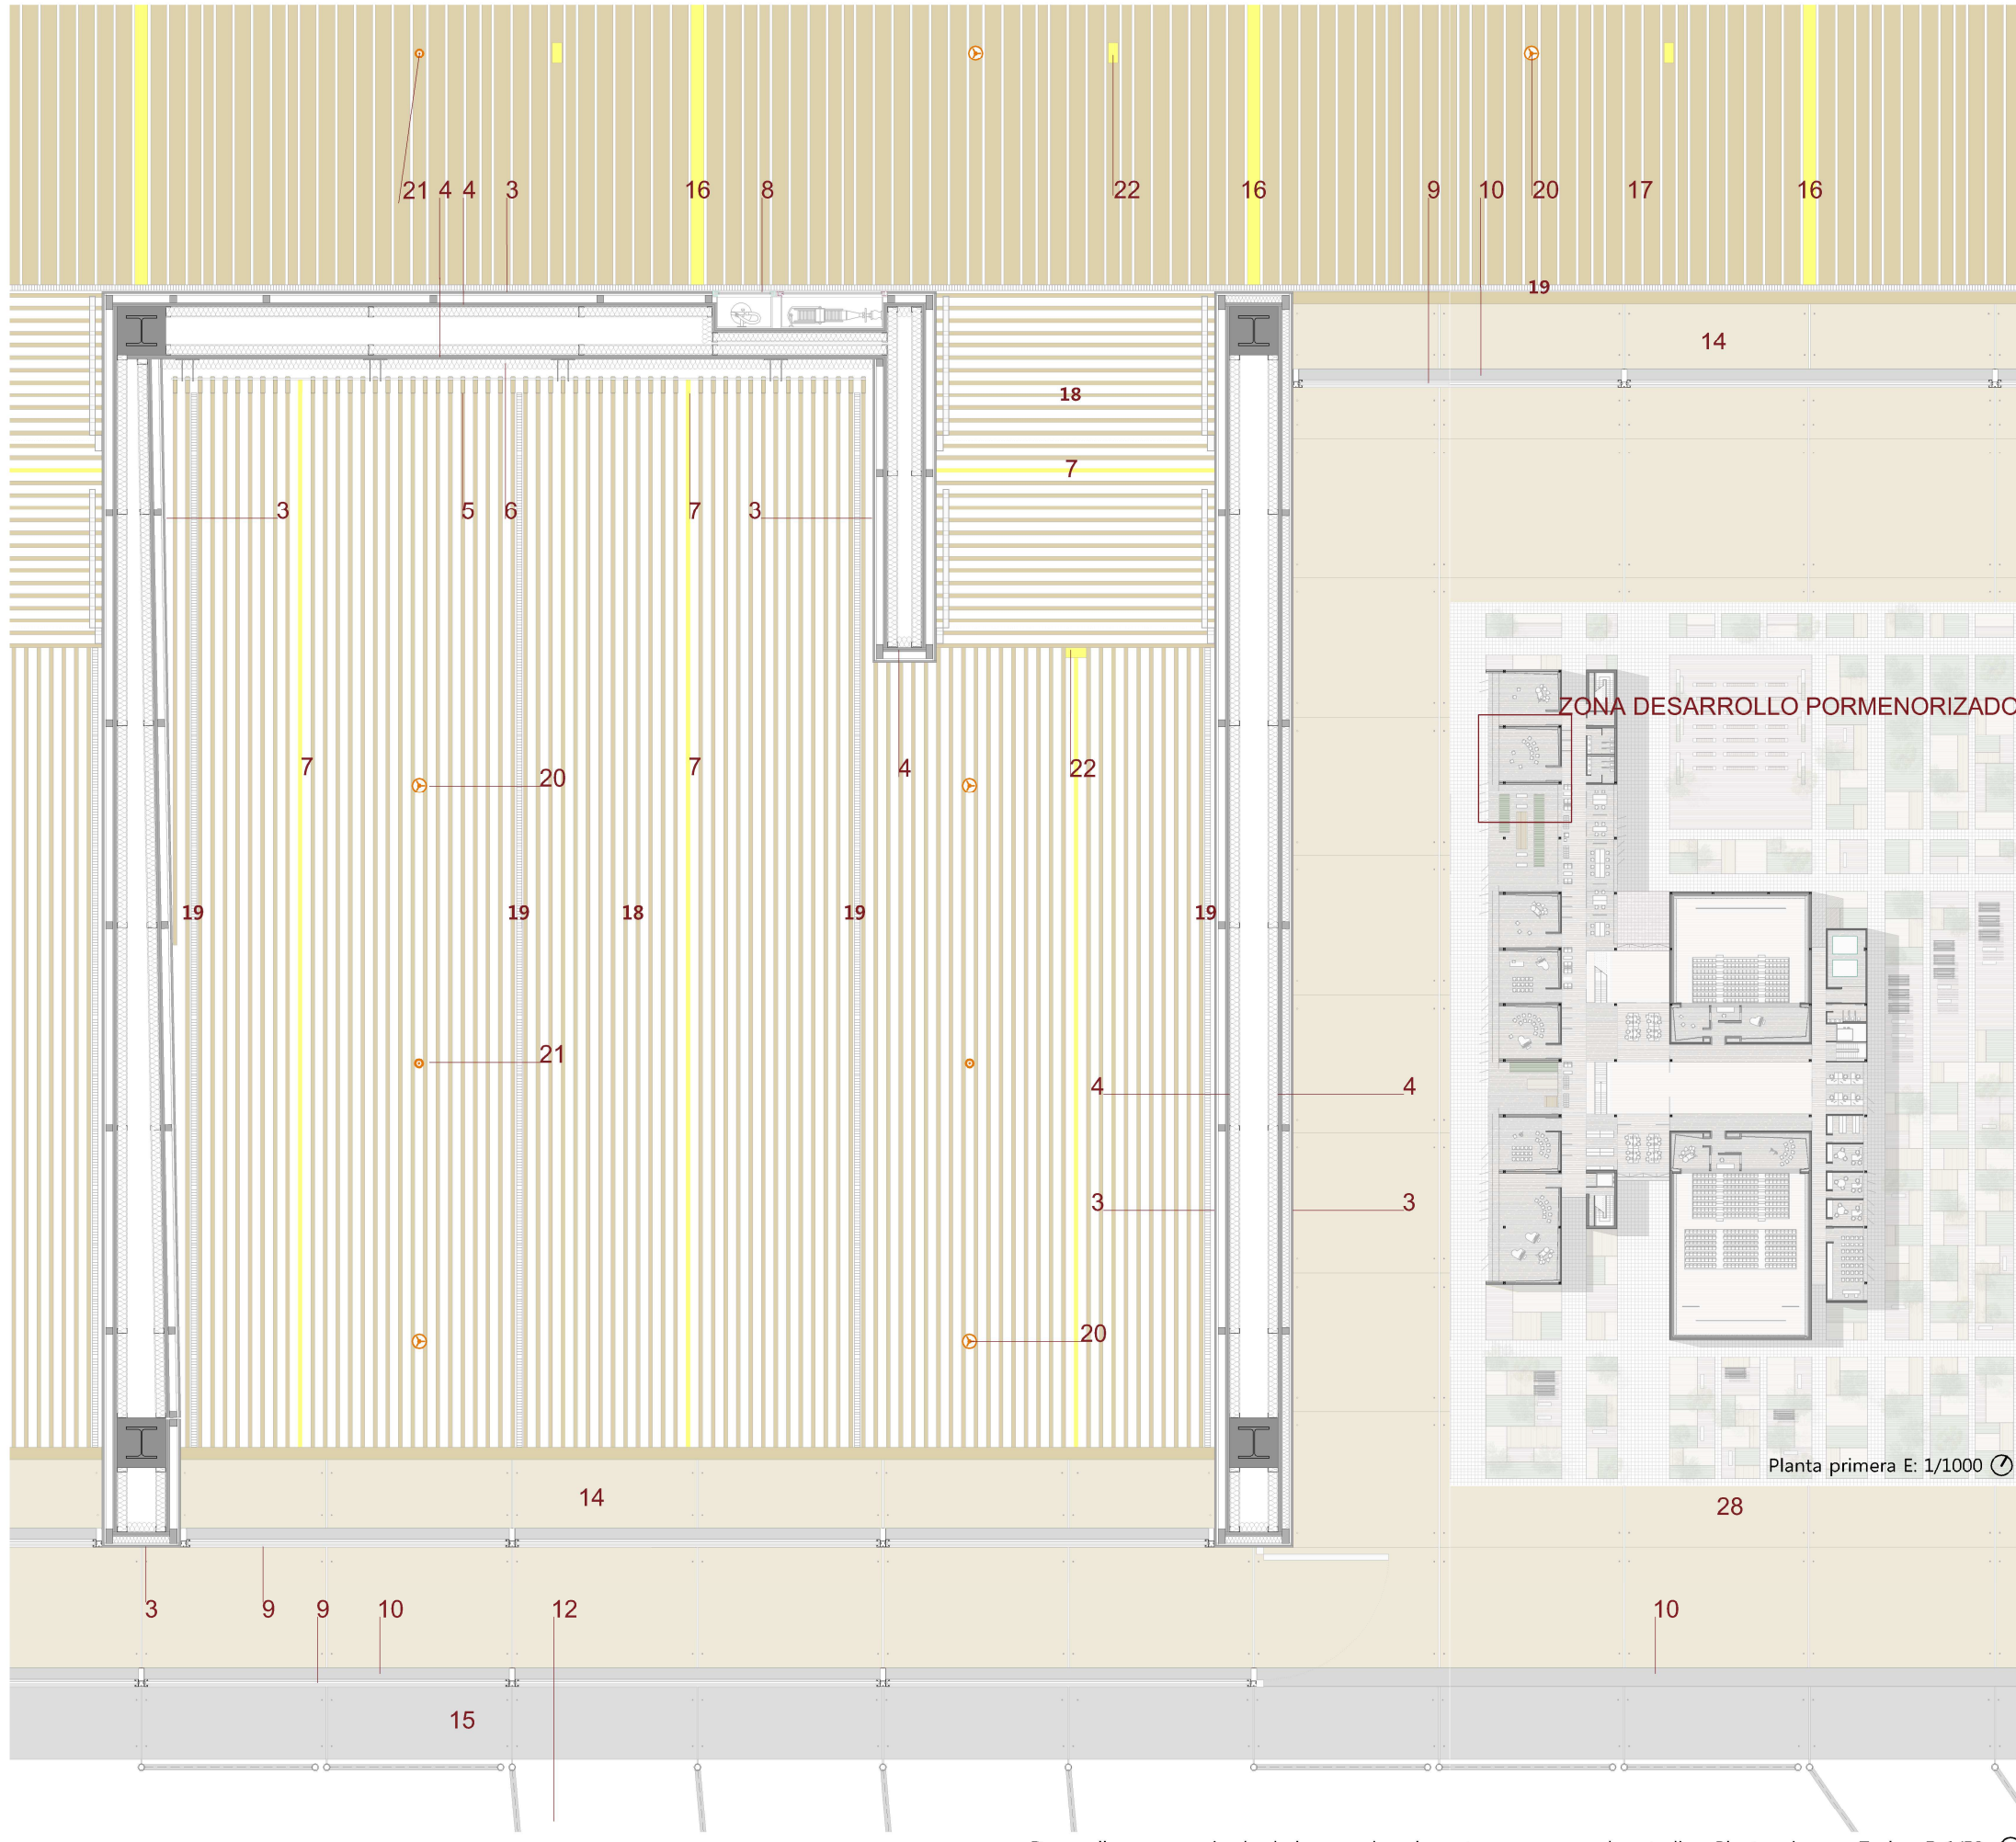 21 4 4 3 16 8 22 16 9 10 20 17 16
19
14
18
7
3 5 6 7 3
ZONA DESARROLLO PORMENORIZADO
7 20 7 4 22
19 19 18 19 19
21
4 4
3 3
20
Planta primera E: 1/1000
14 28
3 9 9 10 12 10
15